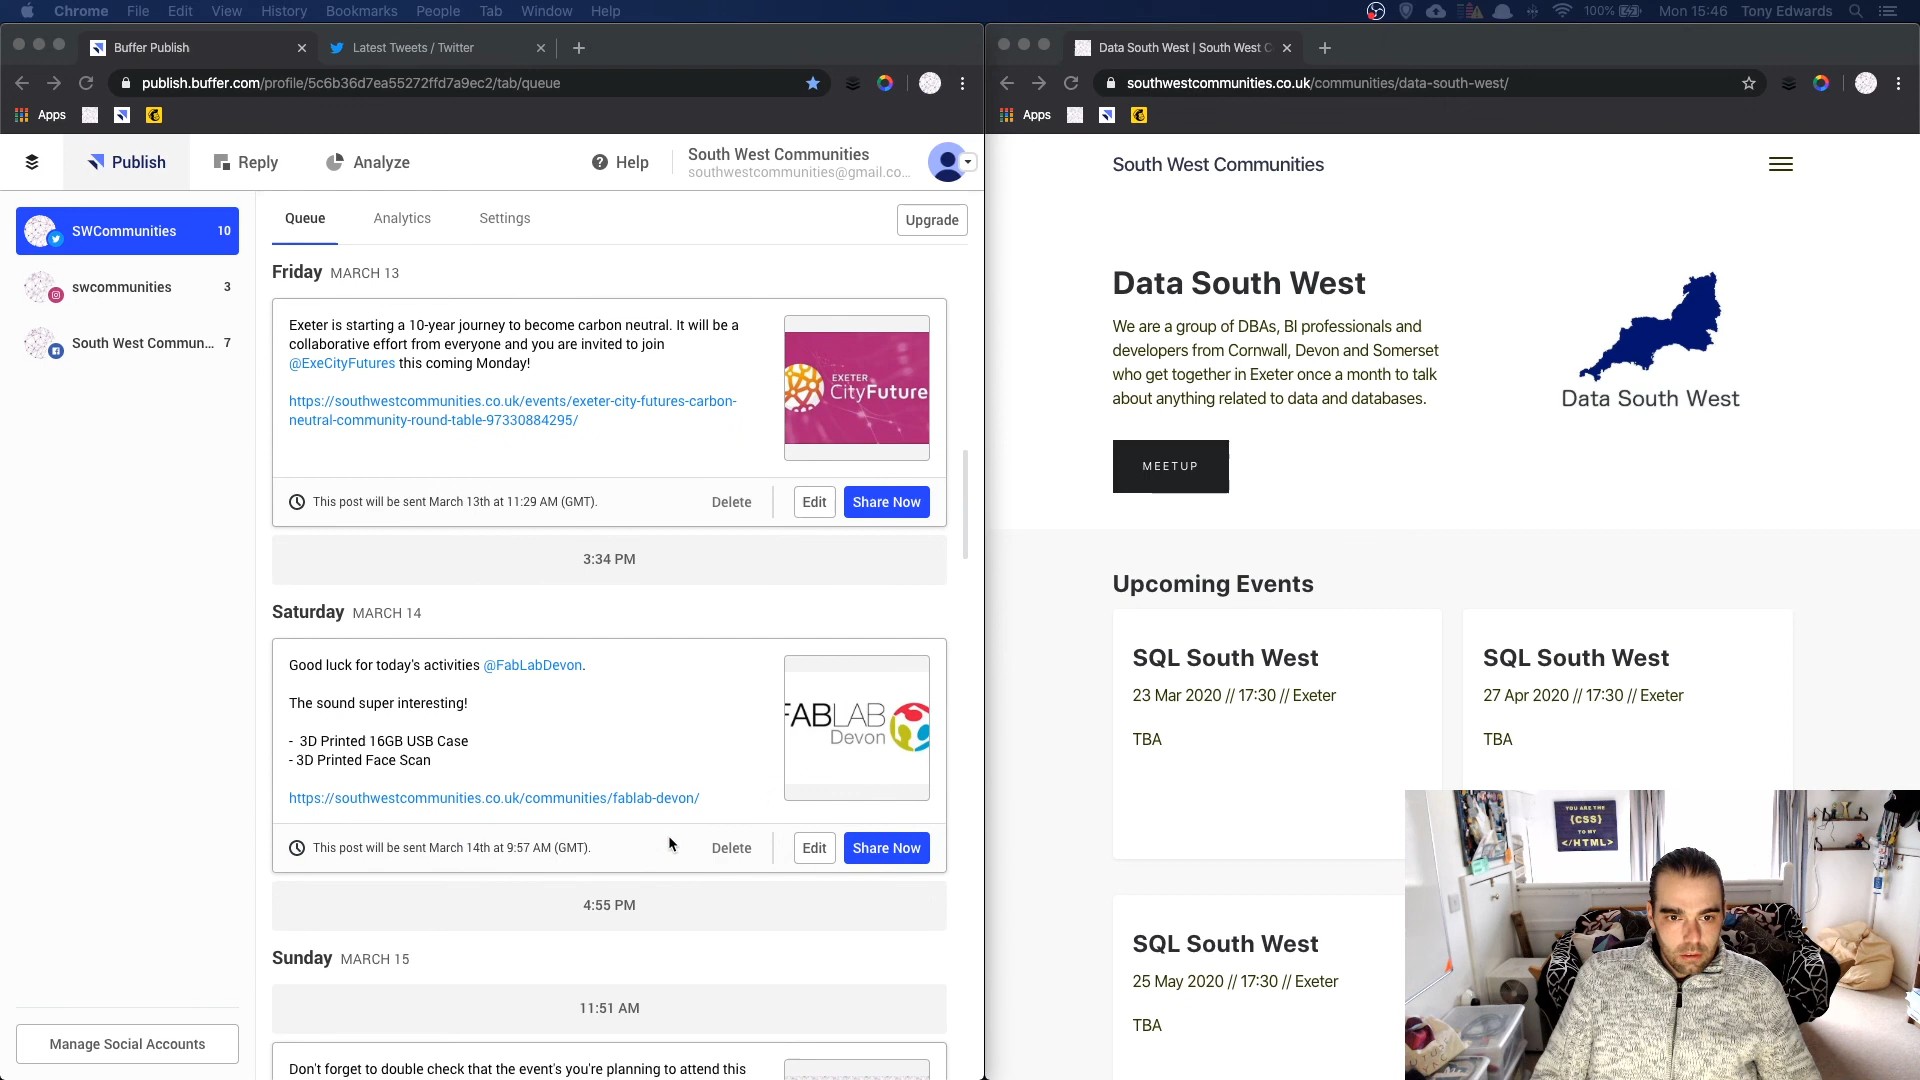 Chrome File Edit View History Bookmarks People Tab Window Help
100% Mon 15:46 Tony Edwards
Buffer Publish
Latest Tweets / Twitter
publish.buffer.com/profile/5c6b36d7ea55272ffd7a9ec2/tab/queue
Apps
Publish
Reply
Analyze
Help
South West Communities
southwestcommunities@gmail.co...
SWCommunities 10
swcommunities 3
South West Commun... 7
Manage Social Accounts
Queue
Analytics
Settings
Upgrade
Friday MARCH 13
Exeter is starting a 10-year journey to become carbon neutral. It will be a
collaborative effort from everyone and you are invited to join
@ExeCityFutures this coming Monday!
https://southwestcommunities.co.uk/events/exeter-city-futures-carbon-
neutral-community-round-table-97330884295/
EXETER
CityFuture
This post will be sent March 13th at 11:29 AM (GMT).
Delete
Edit
Share Now
3:34 PM
Saturday MARCH 14
Good luck for today's activities @FabLabDevon.
The sound super interesting!
- 3D Printed 16GB USB Case
- 3D Printed Face Scan
https://southwestcommunities.co.uk/communities/fablab-devon/
FABLAB
Devon
This post will be sent March 14th at 9:57 AM (GMT).
Delete
Edit
Share Now
4:55 PM
Sunday MARCH 15
11:51 AM
Don't forget to double check that the event's you're planning to attend this
Data South West | South West C
southwestcommunities.co.uk/communities/data-south-west/
Apps
South West Communities
Data South West
We are a group of DBAs, BI professionals and
developers from Cornwall, Devon and Somerset
who get together in Exeter once a month to talk
about anything related to data and databases.
MEETUP
Data South West
Upcoming Events
SQL South West
23 Mar 2020 // 17:30 // Exeter
TBA
SQL South West
27 Apr 2020 // 17:30 // Exeter
TBA
SQL South West
25 May 2020 // 17:30 // Exeter
TBA
YOU ARE THE
{CSS}
TO MY
</HTML>